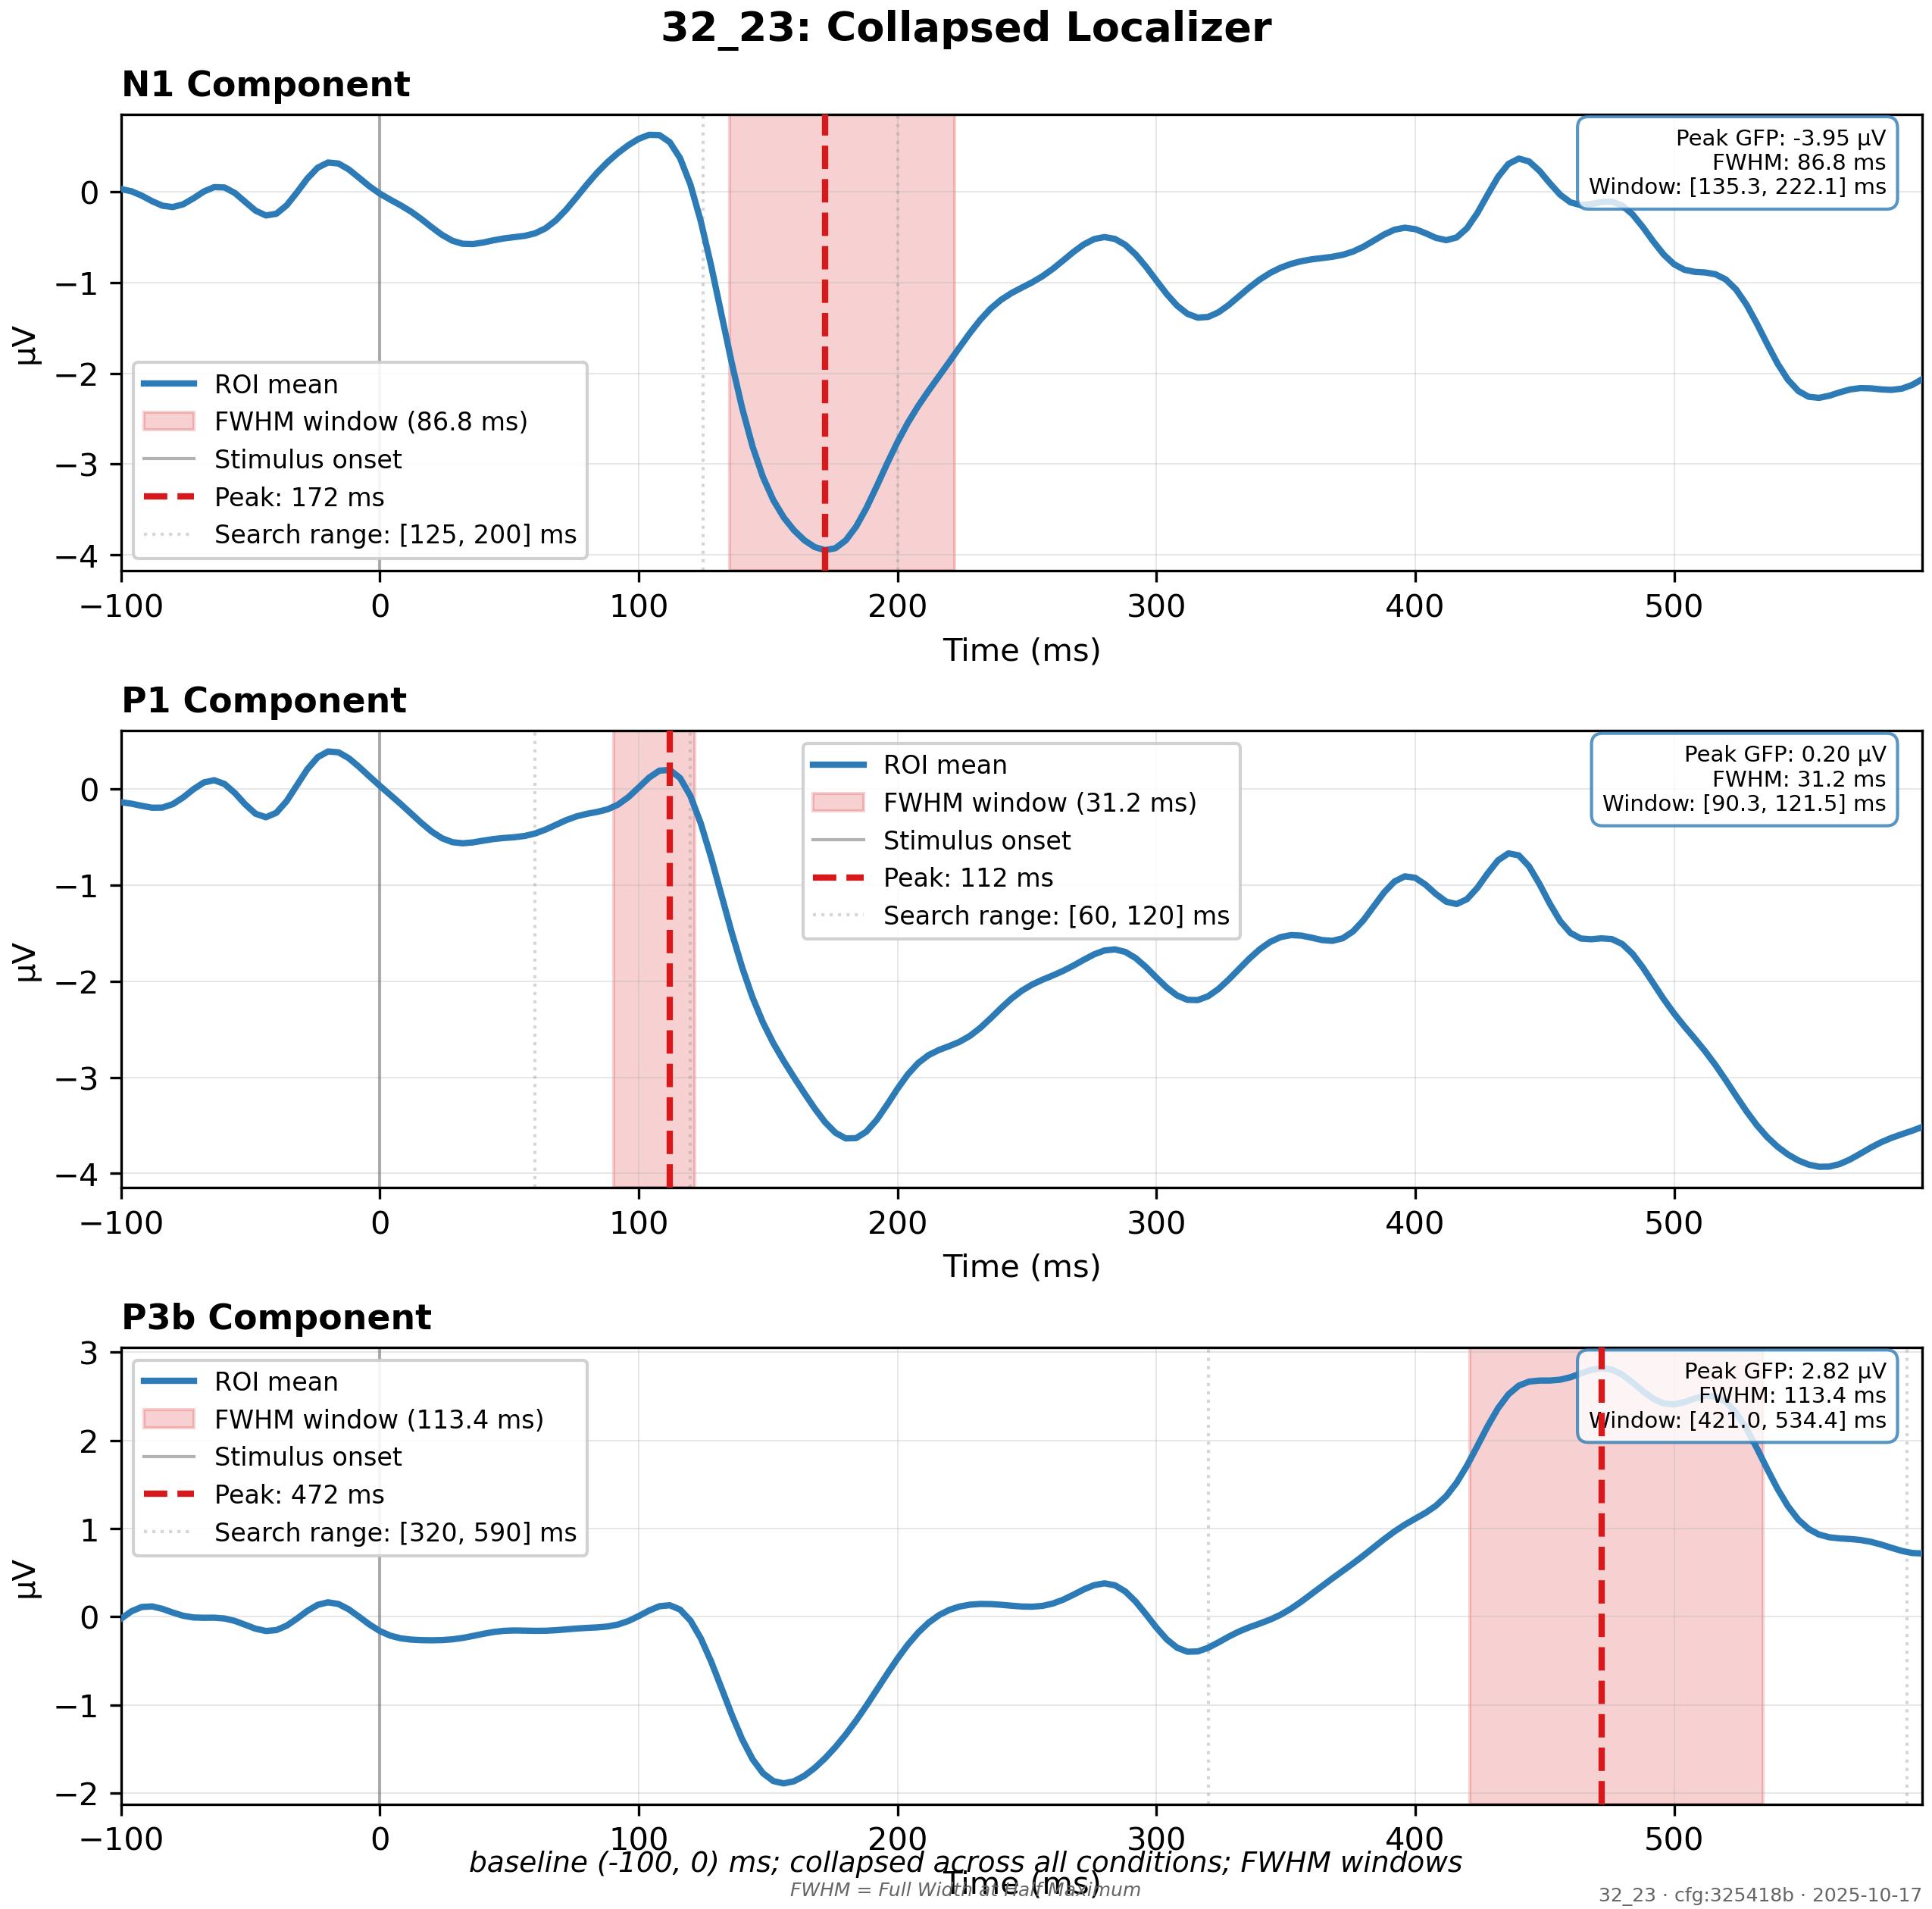 32_23: Collapsed Localizer
N1 Component
Peak GFP: -3.95 µV
FWHM: 86.8 ms
Window: [135.3, 222.1] ms
0
−1
−2
−3
−4
µV
ROI mean
FWHM window (86.8 ms)
Stimulus onset
Peak: 172 ms
Search range: [125, 200] ms
−100 0 100 200 300 400 500
Time (ms)
P1 Component
ROI mean
FWHM window (31.2 ms)
Stimulus onset
Peak: 112 ms
Search range: [60, 120] ms
Peak GFP: 0.20 µV
FWHM: 31.2 ms
Window: [90.3, 121.5] ms
0
−1
−2
−3
−4
µV
−100 0 100 200 300 400 500
Time (ms)
P3b Component
ROI mean
FWHM window (113.4 ms)
Stimulus onset
Peak: 472 ms
Search range: [320, 590] ms
Peak GFP: 2.82 µV
FWHM: 113.4 ms
Window: [421.0, 534.4] ms
3
2
1
0
−1
−2
µV
−100 0 100 200 300 400 500
baseline (-100, 0) ms; collapsed across all conditions; FWHM windows
Time (ms)
FWHM = Full Width at Half Maximum
32_23 · cfg:325418b · 2025-10-17